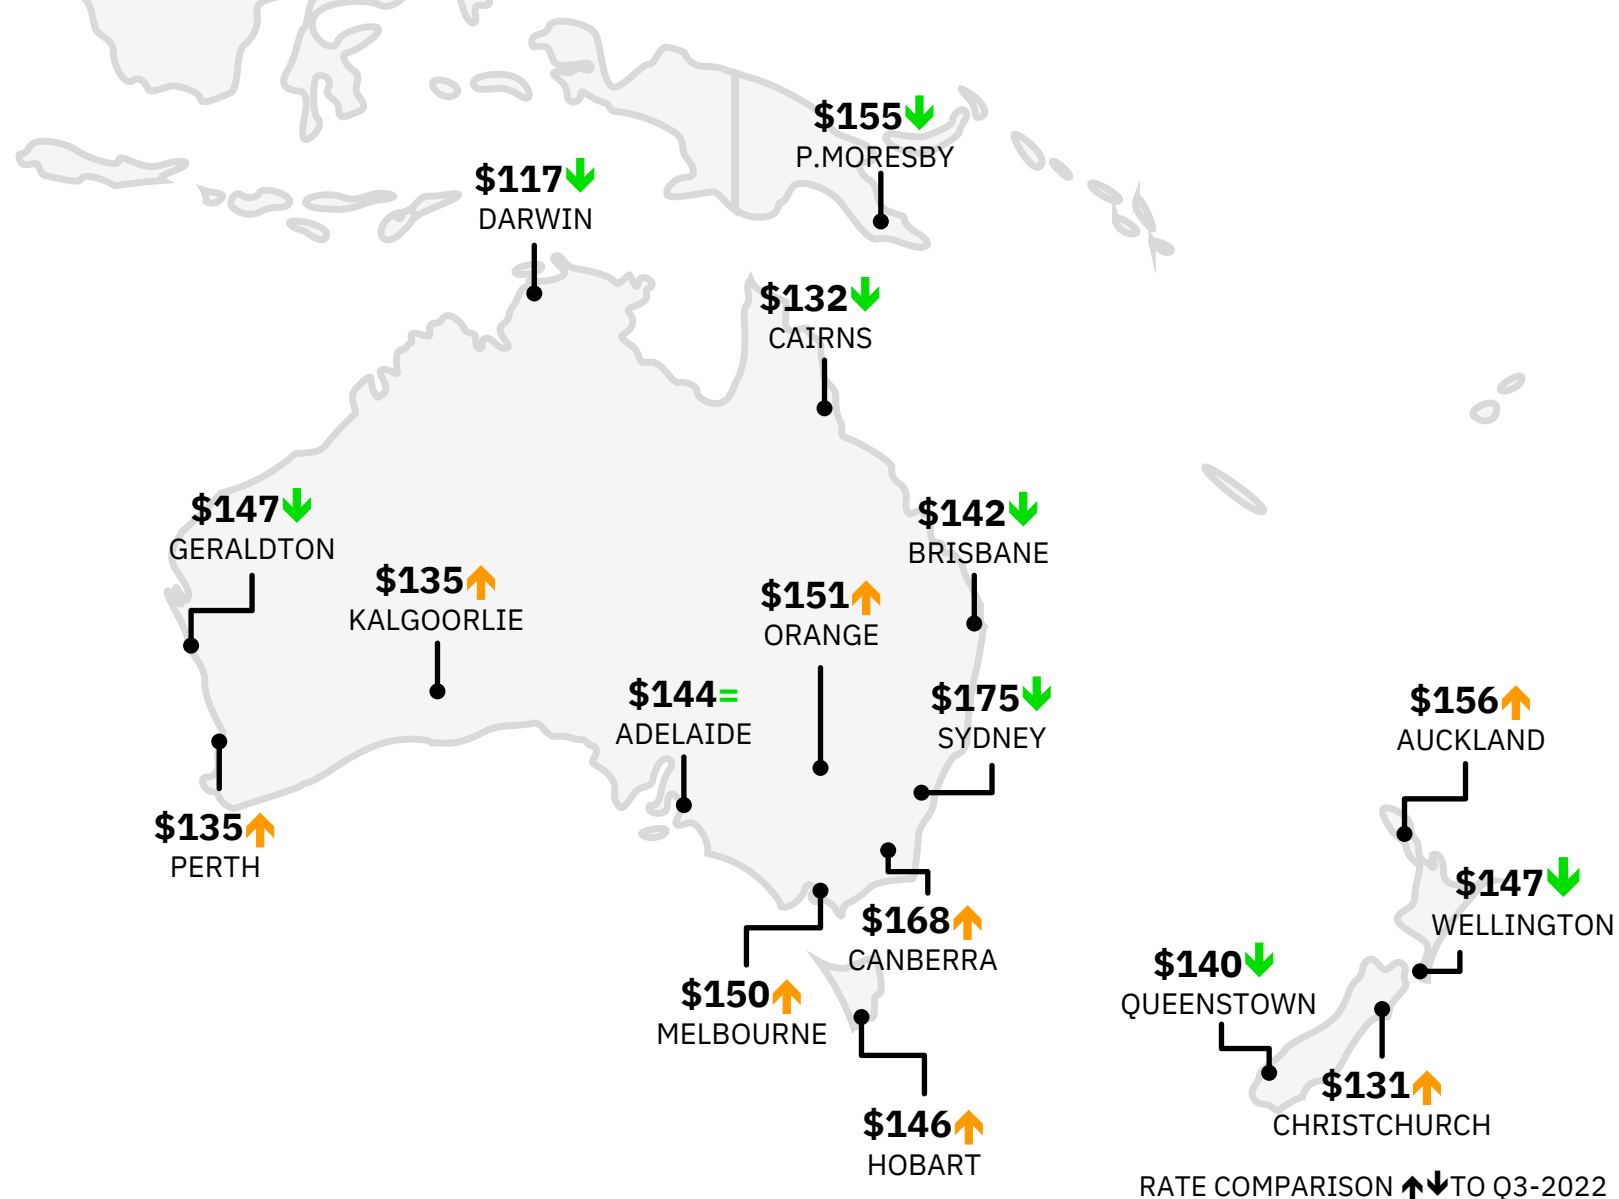 $155↓
P.MORESBY
$117↓
DARWIN
$132↓
CAIRNS
$147↓
GERALDTON
$142↓
BRISBANE
$135↑
KALGOORLIE
$151↑
ORANGE
$144=
ADELAIDE
$175↓
SYDNEY
$156↑
AUCKLAND
$135↑
PERTH
$147↓
WELLINGTON
$168↑
CANBERRA
$140↓
QUEENSTOWN
$150↑
MELBOURNE
$131↑
CHRISTCHURCH
$146↑
HOBART
RATE COMPARISON ↑↓TO Q3-2022